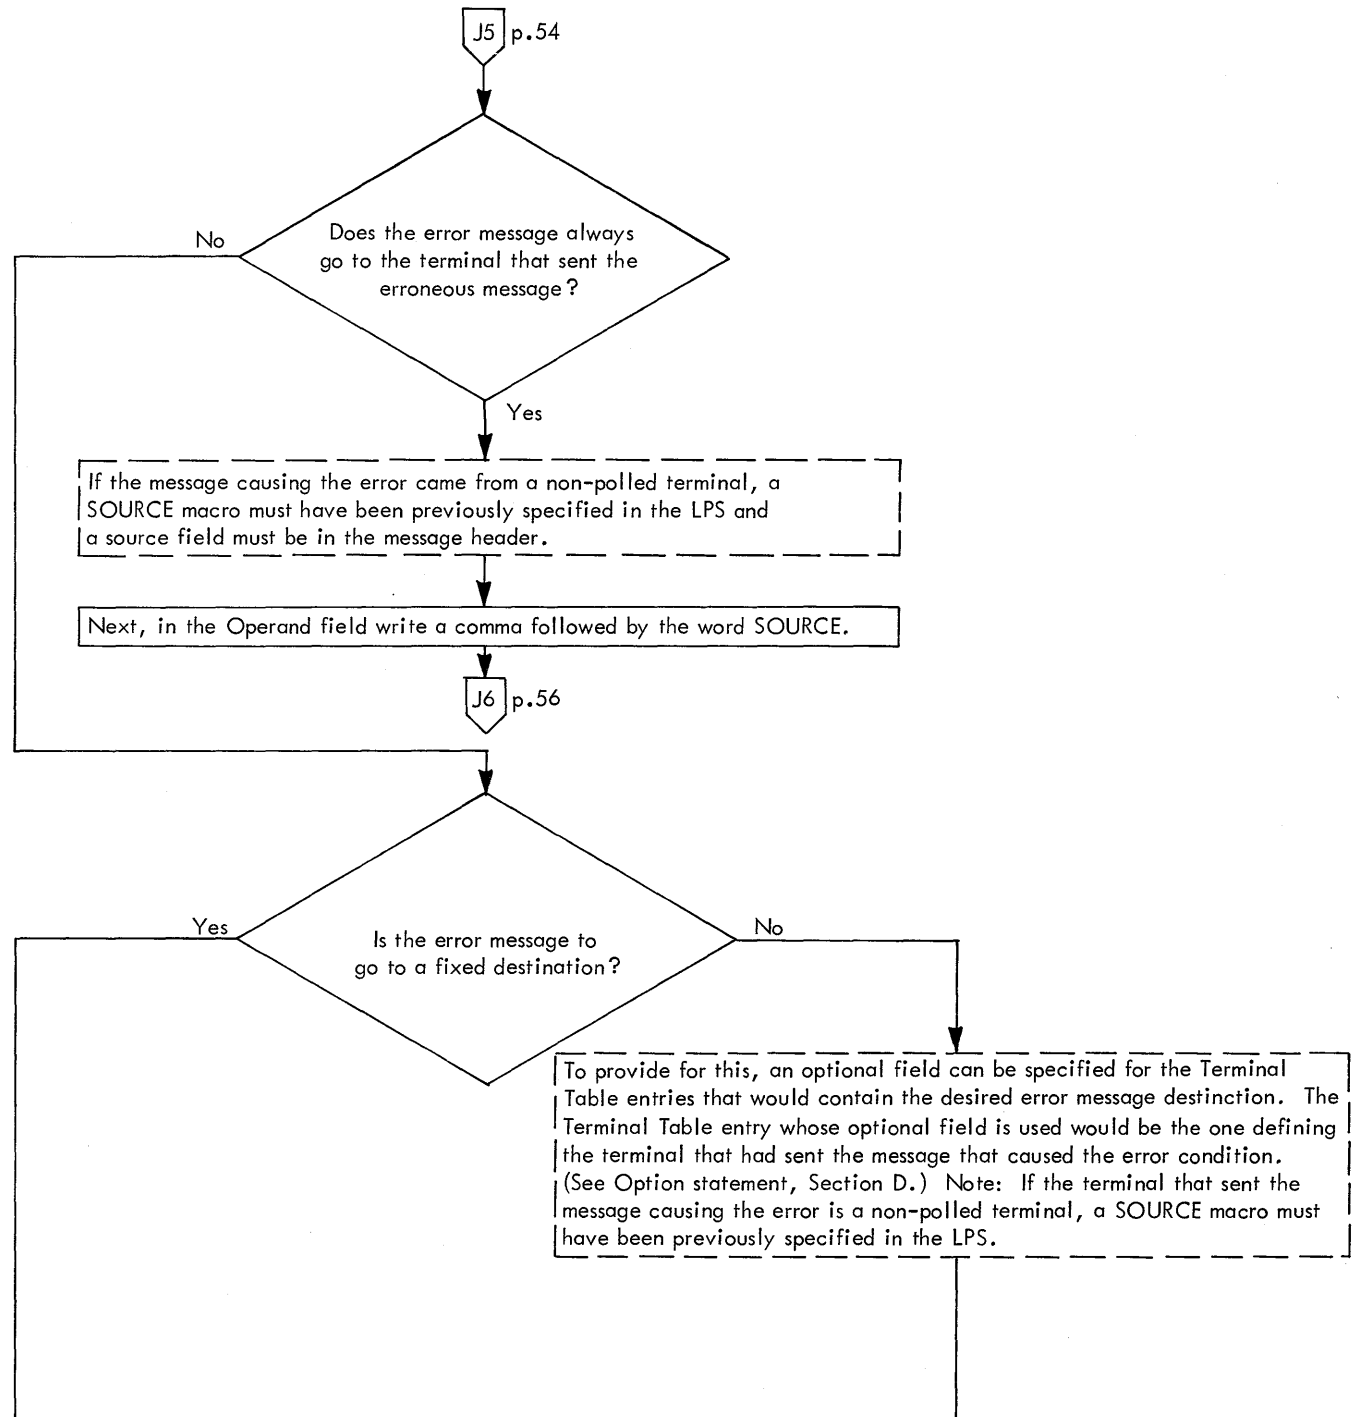 J5 p.54
No
Does the error message always
go to the terminal that sent the
erroneous message?
Yes
If the message causing the error came from a non-polled terminal, a
SOURCE macro must have been previously specified in the LPS and
a source field must be in the message header.
Next, in the Operand field write a comma followed by the word SOURCE.
J6 p.56
Yes
No
Is the error message to
go to a fixed destination?
To provide for this, an optional field can be specified for the Terminal
Table entries that would contain the desired error message destinction. The
Terminal Table entry whose optional field is used would be the one defining
the terminal that had sent the message that caused the error condition.
(See Option statement, Section D.) Note: If the terminal that sent the
message causing the error is a non-polled terminal, a SOURCE macro must
have been previously specified in the LPS.